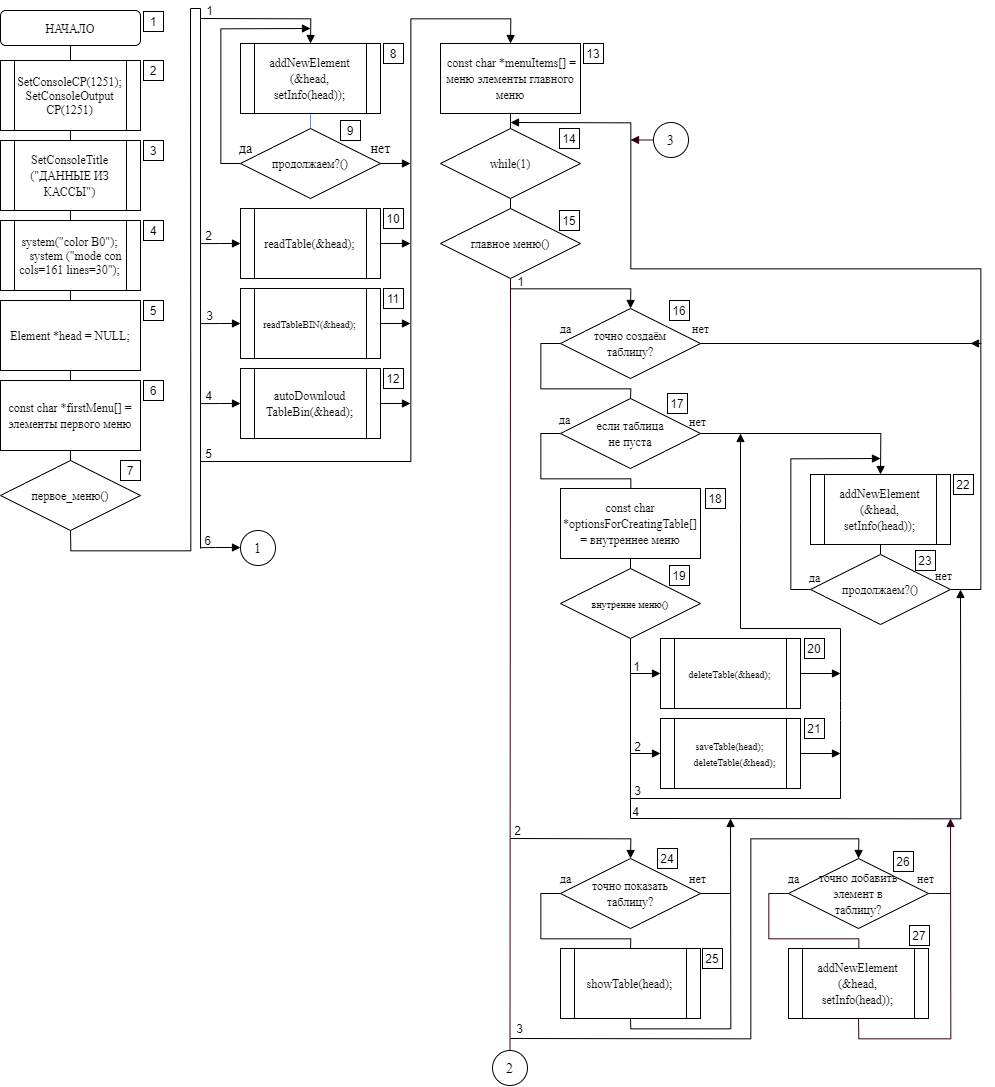 НАЧАЛО
1
SetConsoleCP(1251);
SetConsoleOutput
CP(1251)
2
SetConsoleTitle
("ДАННЫЕ ИЗ
КАССЫ")
3
system("color B0");
system ("mode con
cols=161 lines=30");
4
Element *head = NULL;
5
const char *firstMenu[] =
элементы первого меню
6
первое_меню()
7
1
addNewElement
(&head,
setInfo(head));
8
продолжаем?()
9
да
нет
2
readTable(&head);
10
3
readTableBIN(&head);
11
4
autoDownloud
TableBin(&head);
12
5
6
1
const char *menuItems[] =
меню элементы главного
меню
13
3
while(1)
14
главное меню()
15
1
точно создаём
таблицу?
16
да
нет
если таблица
не пуста
17
да
нет
const char
*optionsForCreatingTable[]
= внутреннее меню
18
внутренне меню()
19
1
deleteTable(&head);
20
2
saveTable(head);
deleteTable(&head);
21
3
4
addNewElement
(&head,
setInfo(head));
22
продолжаем?()
23
да
нет
2
точно показать
таблицу?
24
да
нет
showTable(head);
25
точно добавить
элемент в
таблицу?
26
да
нет
addNewElement
(&head,
setInfo(head));
27
3
2